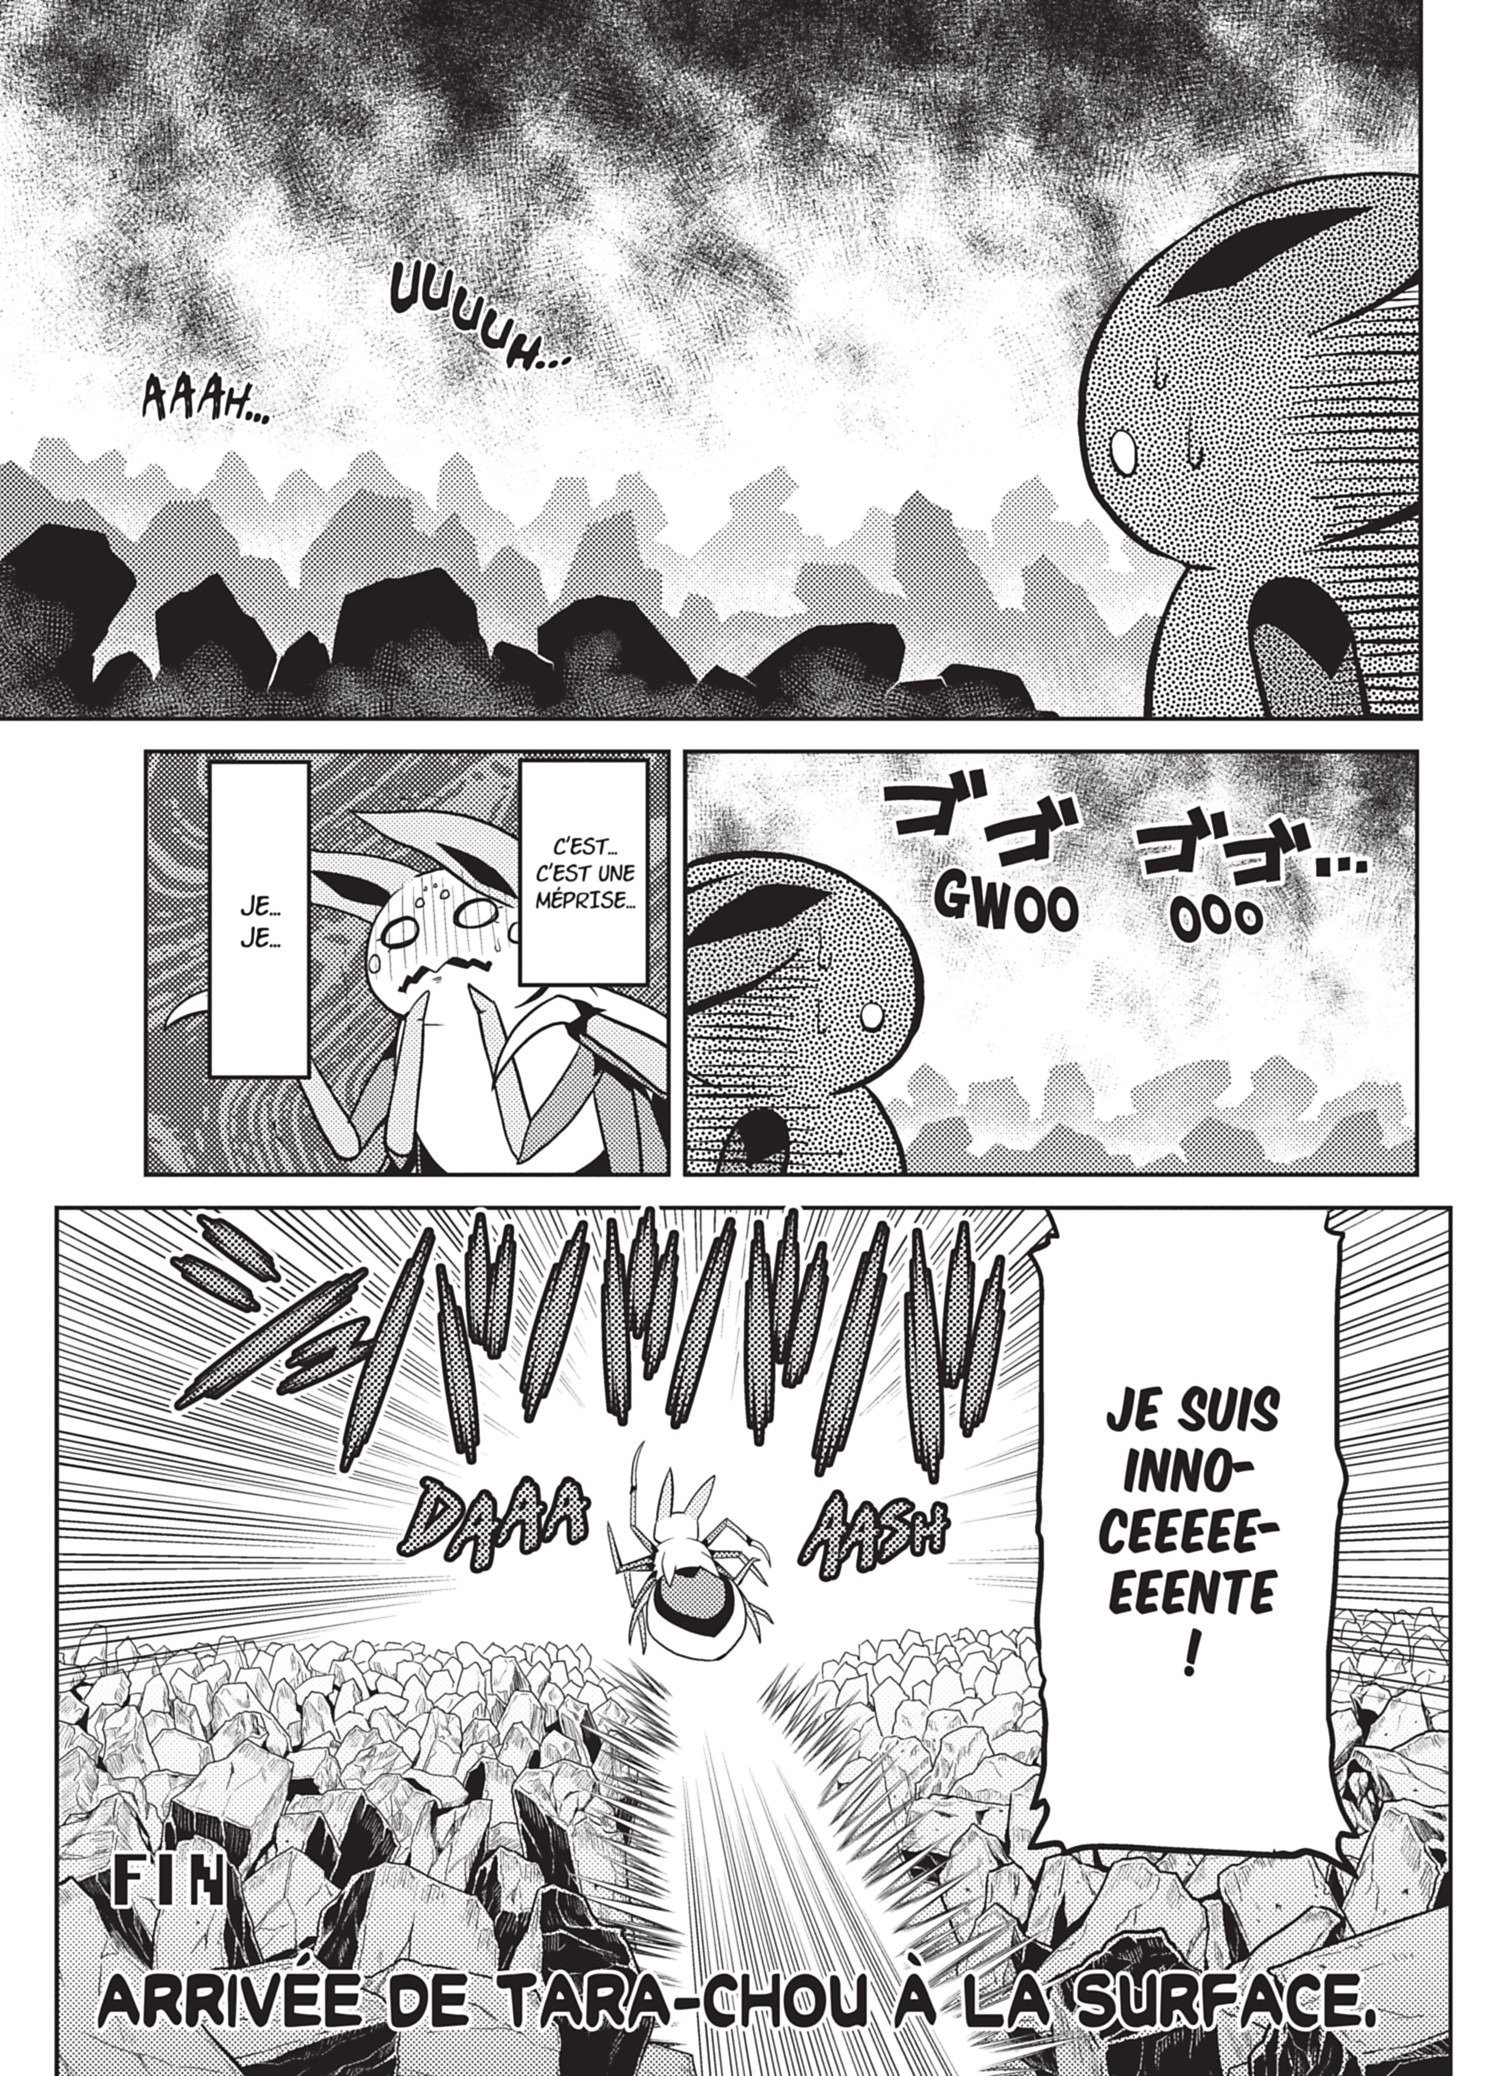 UUUUUH...
AAAH...
ゴゴゴゴ...
GWOO
OOO
C'EST...
C'EST UNE
MÉPRISE...
JE...
JE...
JE SUIS
INNO-
CEEEEE-
EEENTE
!
DAAA
AASH
FIN
ARRIVÉE DE TARA-CHOU À LA SURFACE.